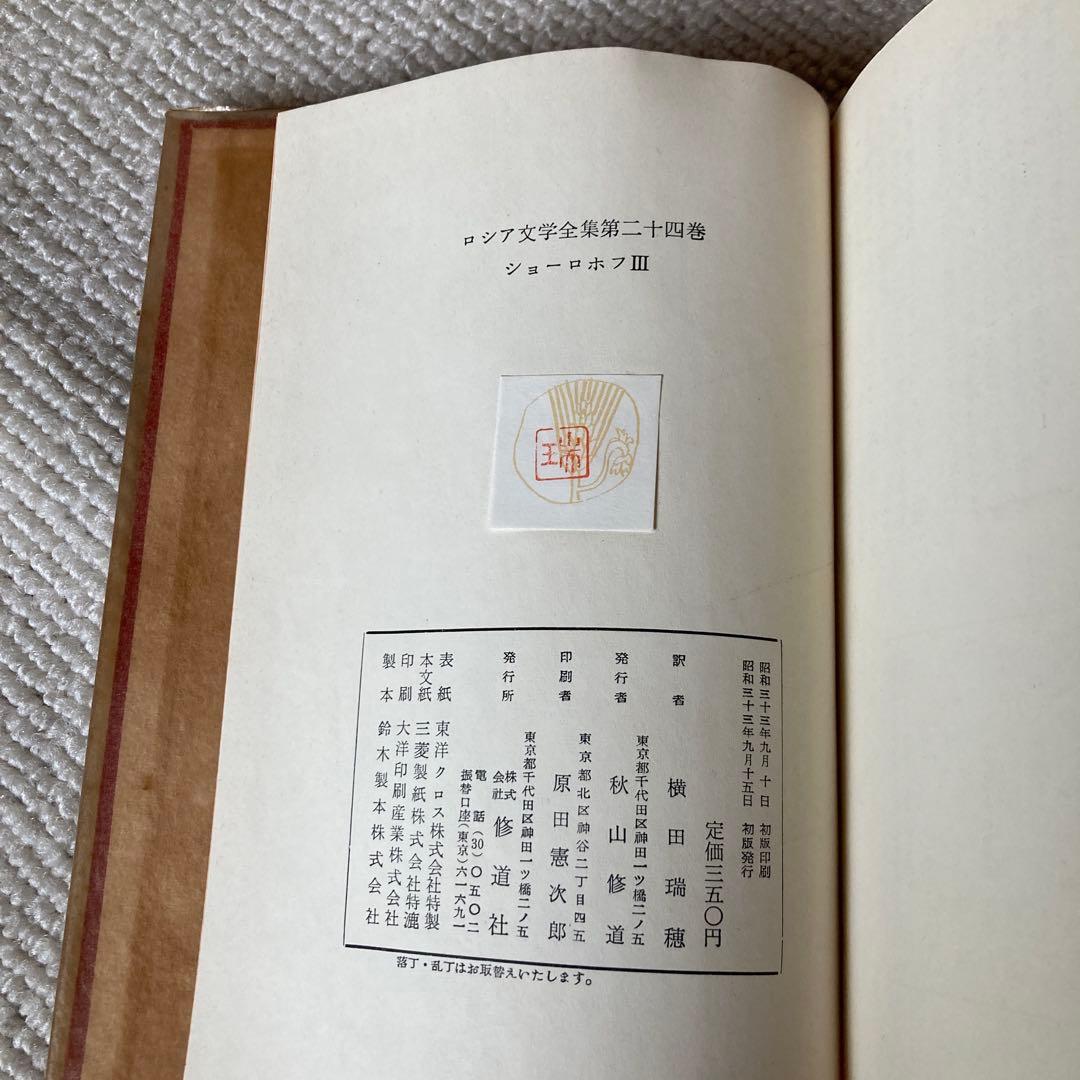 ロシア文学全集第二十四巻
ショーロホフⅢ
瑞
昭和三十三年九月十日 初版印刷
昭和三十三年九月十五日 初版発行
定価三五〇円
訳者 横田瑞穂
東京都千代田区神田一ツ橋二ノ五
発行者 秋山修道
東京都北区神谷二丁目四五
印刷者 原田憲次郎
東京都千代田区神田一ツ橋二ノ五
発行所 株式会社 修道社
電話(30)〇五〇二
振替口座(東京)六一六九一
表紙 東洋クロス株式会社特製
本文紙 三菱製紙株式会社特漉
印刷 大洋印刷産業株式会社
製本 鈴木製本株式会社
落丁・乱丁はお取替えいたします。